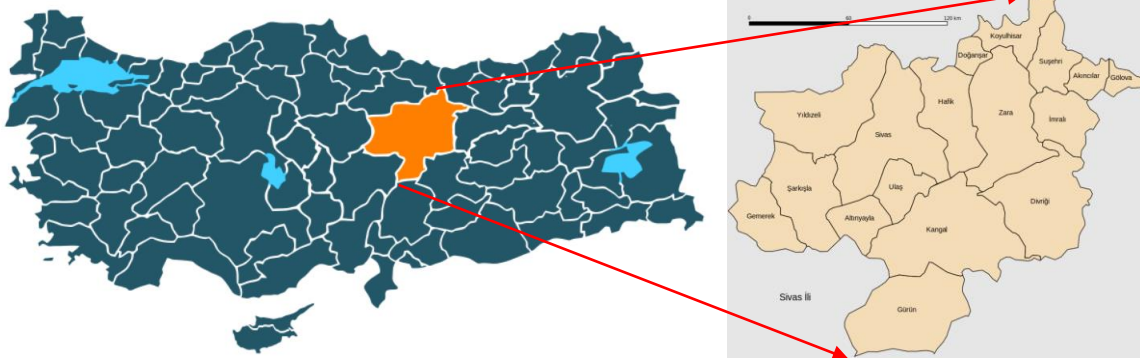 0 60 120 km
Koyulhisar
Doğanşar
Suşehri
Akıncılar
Gölova
Hafik
Zara
İmralı
Yıldızeli
Sivas
Şarkışla
Ulaş
Divriği
Gemerek
Altınyayla
Kangal
Sivas İli
Gürün